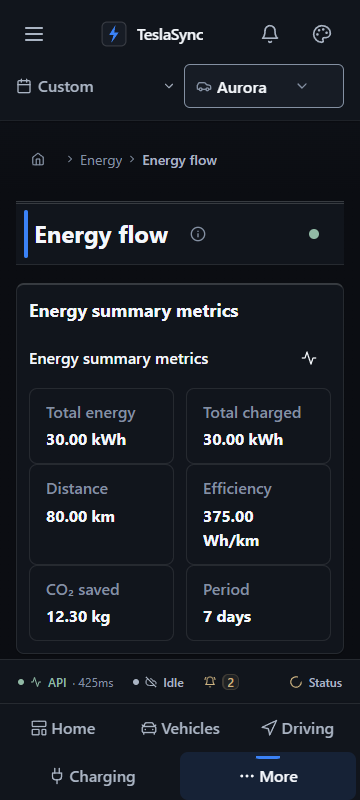 TeslaSync
Custom
Aurora
Energy
Energy flow
Energy flow
Energy summary metrics
Energy summary metrics
Total energy
30.00 kWh
Total charged
30.00 kWh
Distance
80.00 km
Efficiency
375.00
Wh/km
CO₂ saved
12.30 kg
Period
7 days
API · 425ms
Idle
2
Status
Home
Vehicles
Driving
Charging
More